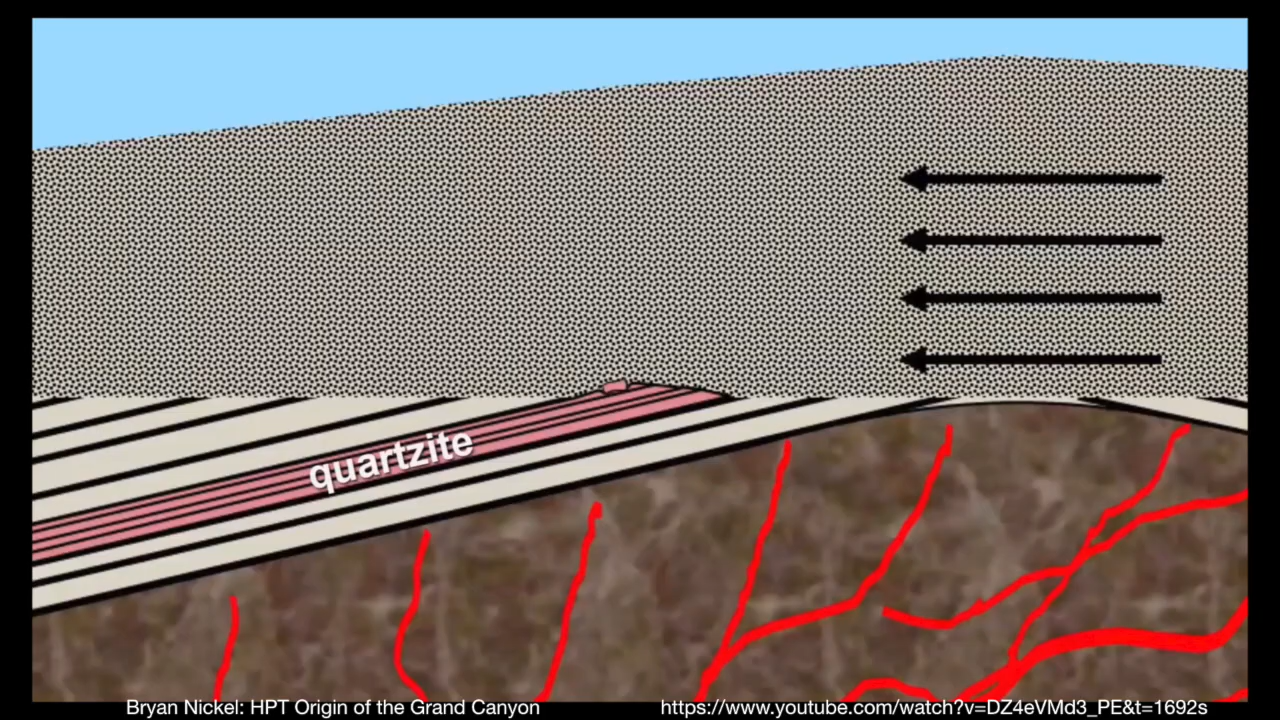 quartzite
Bryan Nickel: HPT Origin of the Grand Canyon
https://www.youtube.com/watch?v=DZ4eVMd3_PE&t=1692s